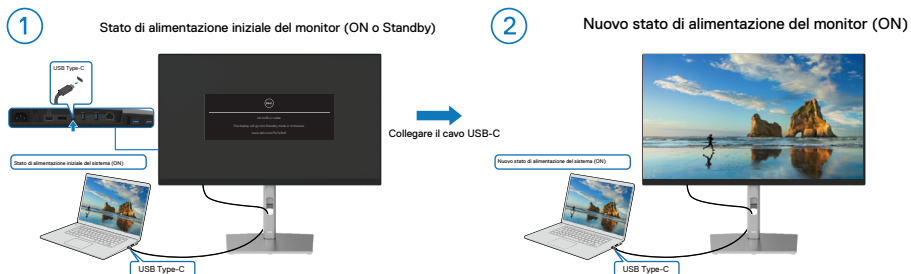 1
Stato di alimentazione iniziale del monitor (ON o Standby)
USB Type-C
DELL
Stato di alimentazione iniziale del sistema (ON)
USB Type-C
Collegare il cavo USB-C
2
Nuovo stato di alimentazione del monitor (ON)
Nuovo stato di alimentazione del sistema (ON)
USB Type-C